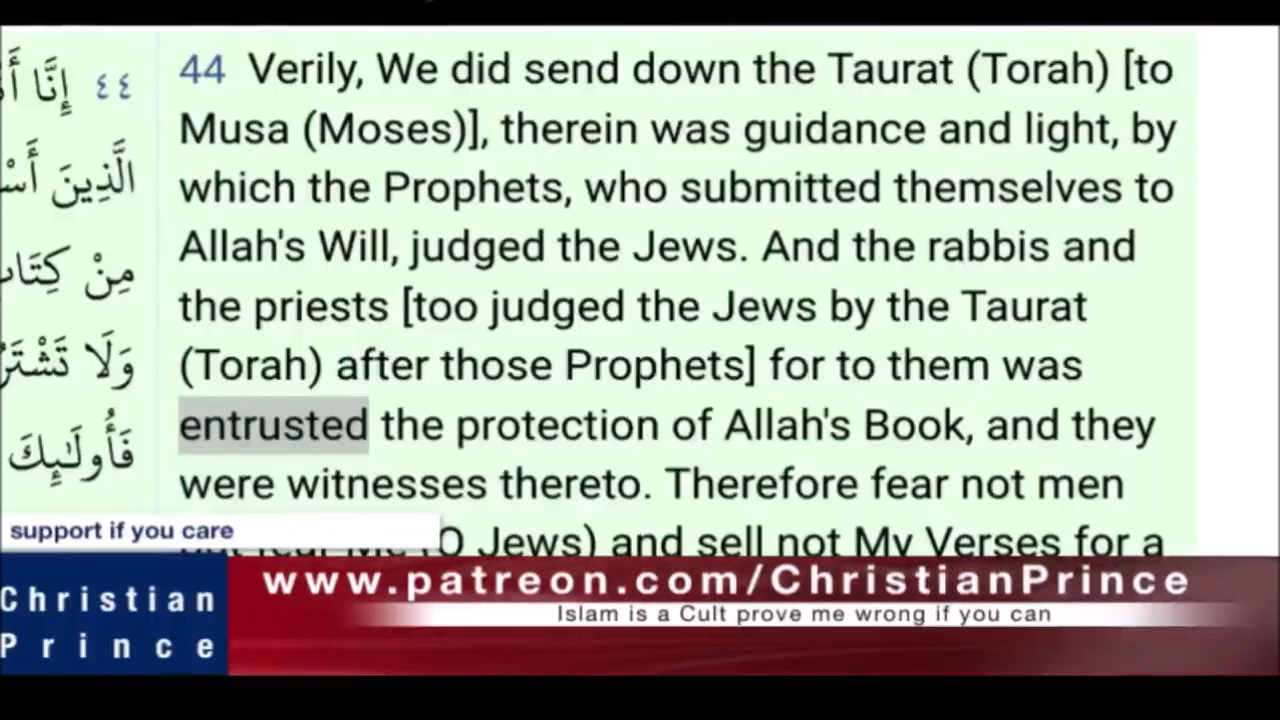 44 Verily, We did send down the Taurat (Torah) [to
Musa (Moses)], therein was guidance and light, by
which the Prophets, who submitted themselves to
Allah's Will, judged the Jews. And the rabbis and
the priests [too judged the Jews by the Taurat
(Torah) after those Prophets] for to them was
entrusted the protection of Allah's Book, and they
were witnesses thereto. Therefore fear not men
(O Jews) and sell not My Verses for a
٤٤ إِنَّا
الَّذِينَ
مِنْ
وَلَا
فَأُولَٰئِكَ
support if you care
www.patreon.com/ChristianPrince
Islam is a Cult prove me wrong if you can
Christian
Prince